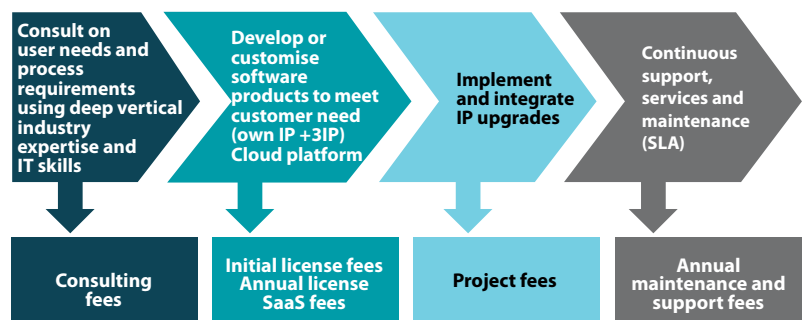 Consult on
user needs and
process
requirements
using deep vertical
industry
expertise and
IT skills
Develop or
customise
software
products to meet
customer need
(own IP +3IP)
Cloud platform
Implement
and integrate
IP upgrades
Continuous
support,
services and
maintenance
(SLA)
Consulting
fees
Initial license fees
Annual license
SaaS fees
Project fees
Annual
maintenance and
support fees